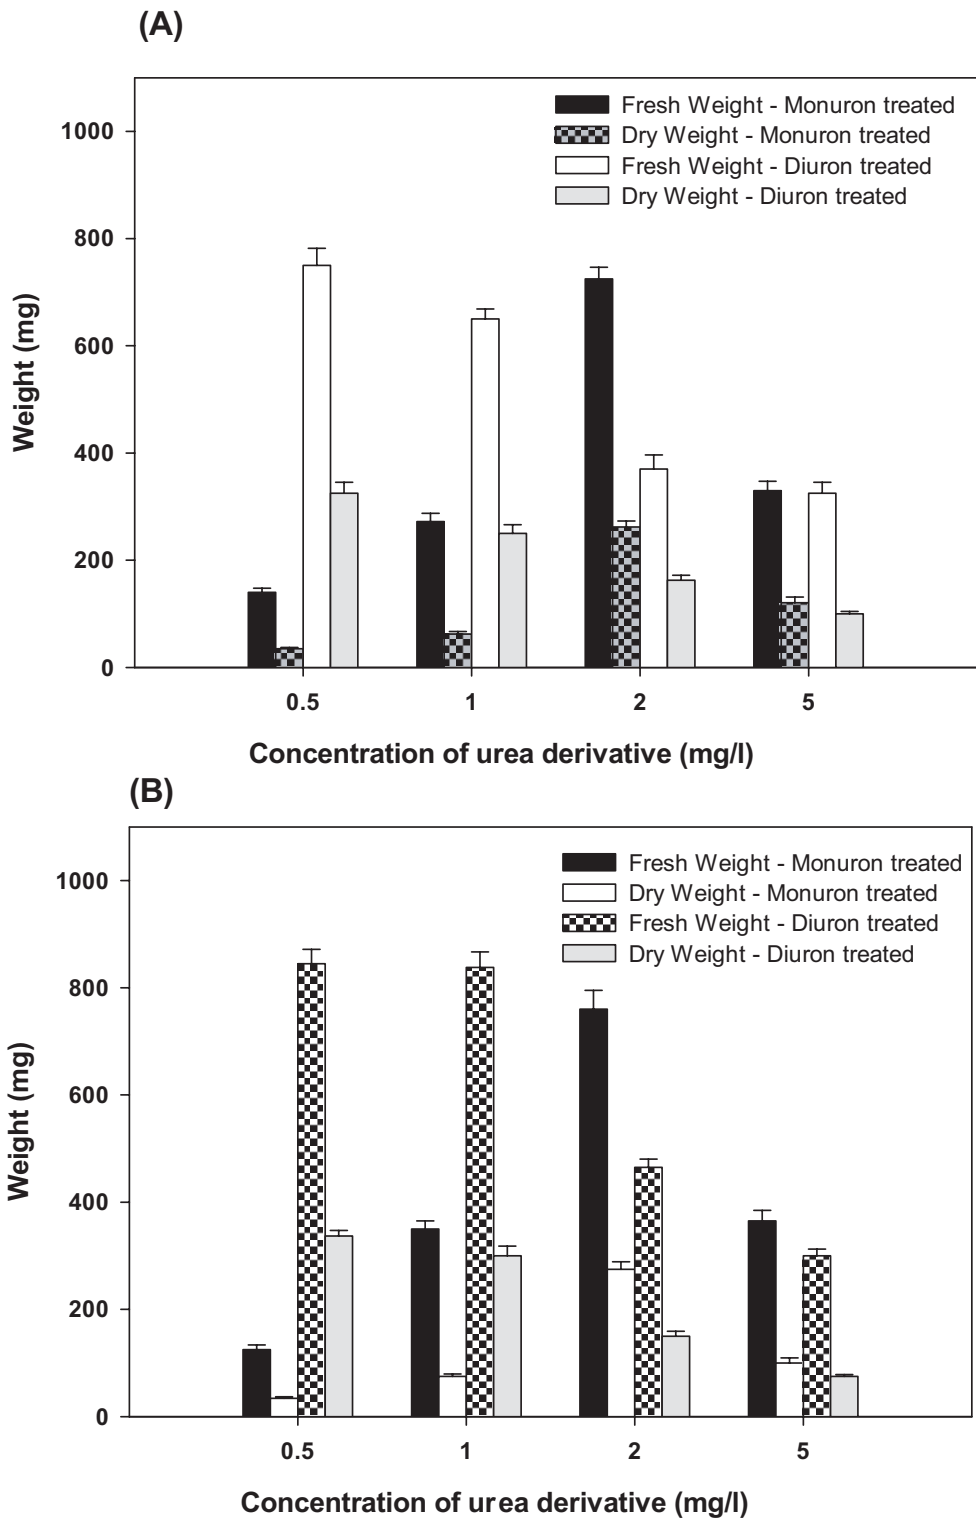 (A)
Fresh Weight - Monuron treated
Dry Weight - Monuron treated
Fresh Weight - Diuron treated
Dry Weight - Diuron treated
1000
800
600
400
200
0
Weight (mg)
0.5 1 2 5
Concentration of urea derivative (mg/l)
(B)
Fresh Weight - Monuron treated
Dry Weight - Monuron treated
Fresh Weight - Diuron treated
Dry Weight - Diuron treated
1000
800
600
400
200
0
Weight (mg)
0.5 1 2 5
Concentration of urea derivative (mg/l)